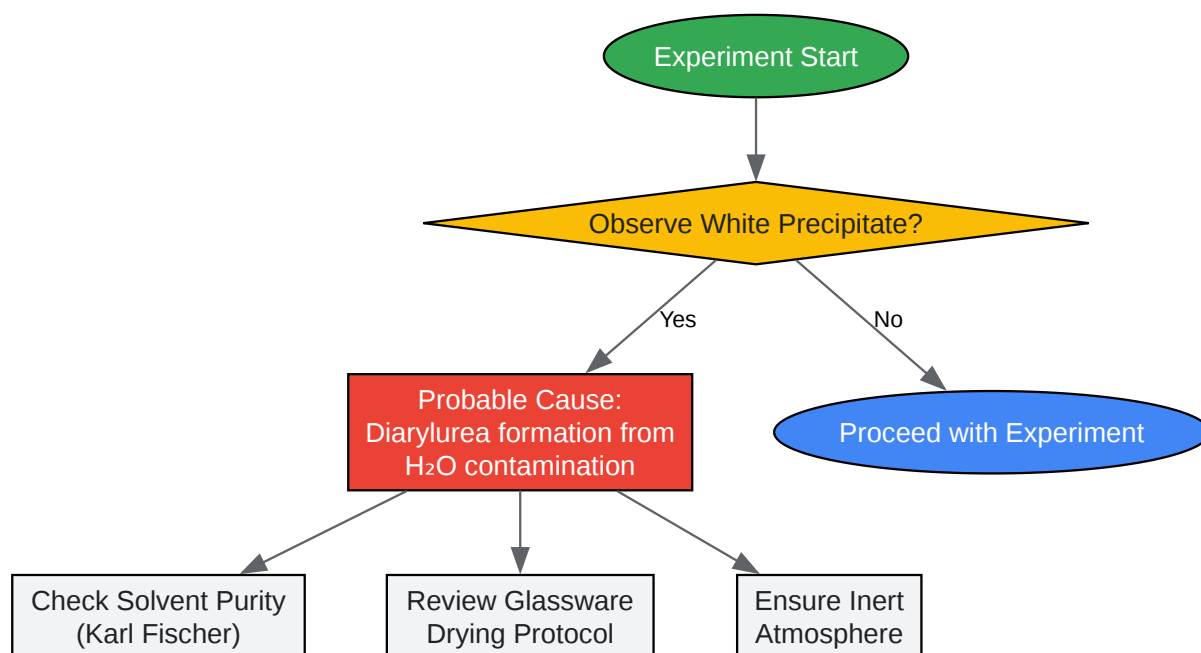 Experiment Start
Observe White Precipitate?
Yes
No
Probable Cause:
Diarylurea formation from
H₂O contamination
Proceed with Experiment
Check Solvent Purity
(Karl Fischer)
Review Glassware
Drying Protocol
Ensure Inert
Atmosphere